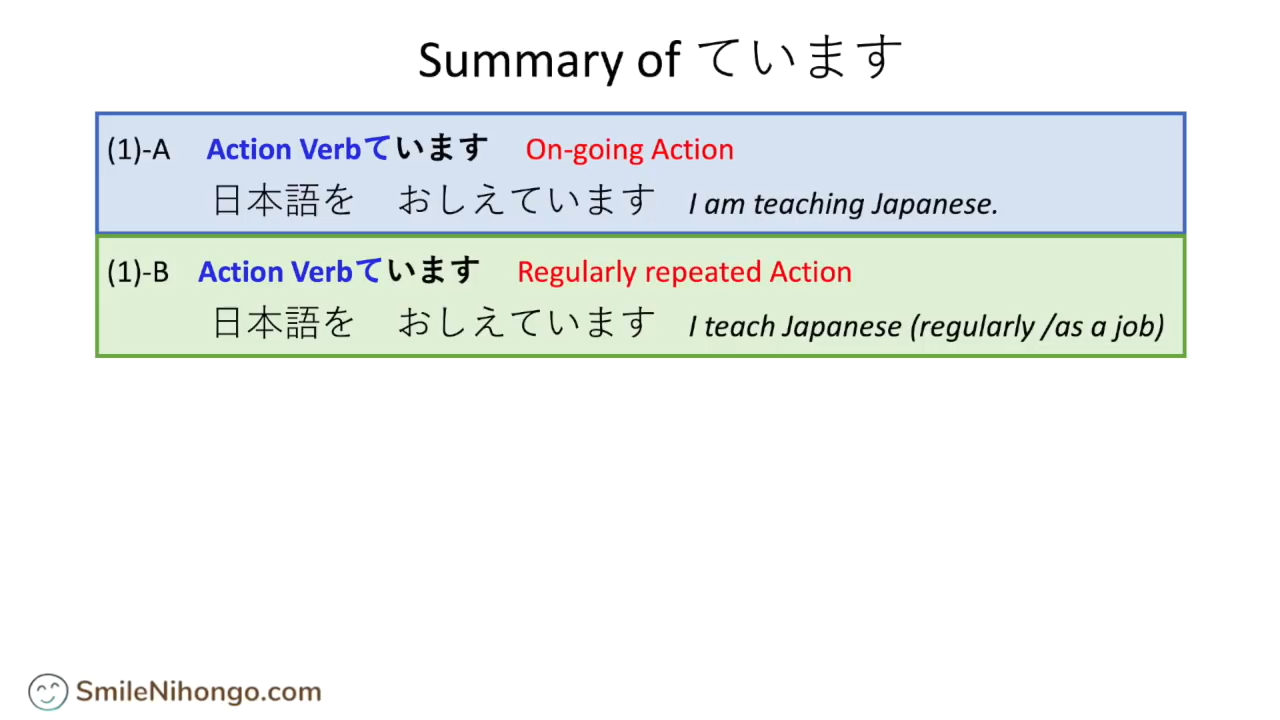 Summary of ています
(1)-A Action Verbています On-going Action
日本語を おしえています I am teaching Japanese.
(1)-B Action Verbています Regularly repeated Action
日本語を おしえています I teach Japanese (regularly /as a job)
SmileNihongo.com